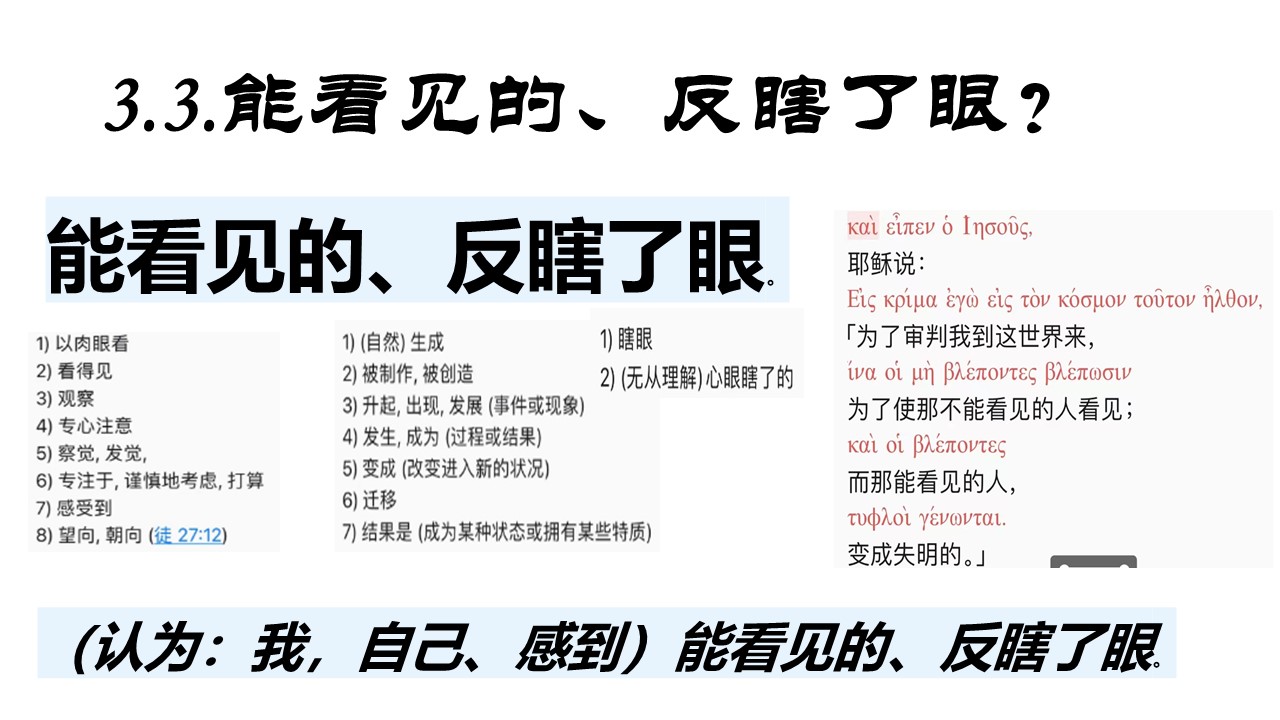 3.3.能看见的、反瞎了眼？
能看见的、反瞎了眼。
1) 以肉眼看
2) 看得见
3) 观察
4) 专心注意
5) 察觉, 发觉,
6) 专注于, 谨慎地考虑, 打算
7) 感受到
8) 望向, 朝向 (徒 27:12)
1) (自然) 生成
2) 被制作, 被创造
3) 升起, 出现, 发展 (事件或现象)
4) 发生, 成为 (过程或结果)
5) 变成 (改变进入新的状况)
6) 迁移
7) 结果是 (成为某种状态或拥有某些特质)
1) 瞎眼
2) (无从理解) 心眼瞎了的
καὶ εἶπεν ὁ Ἰησοῦς,
耶稣说：
Εἰς κρίμα ἐγὼ εἰς τὸν κόσμον τοῦτον ἦλθον,
「为了审判我到这世界来，
ἵνα οἱ μὴ βλέποντες βλέπωσιν
为了使那不能看见的人看见；
καὶ οἱ βλέποντες
而那能看见的人，
τυφλοὶ γένωνται.
变成失明的。」
（认为：我，自己、感到）能看见的、反瞎了眼。